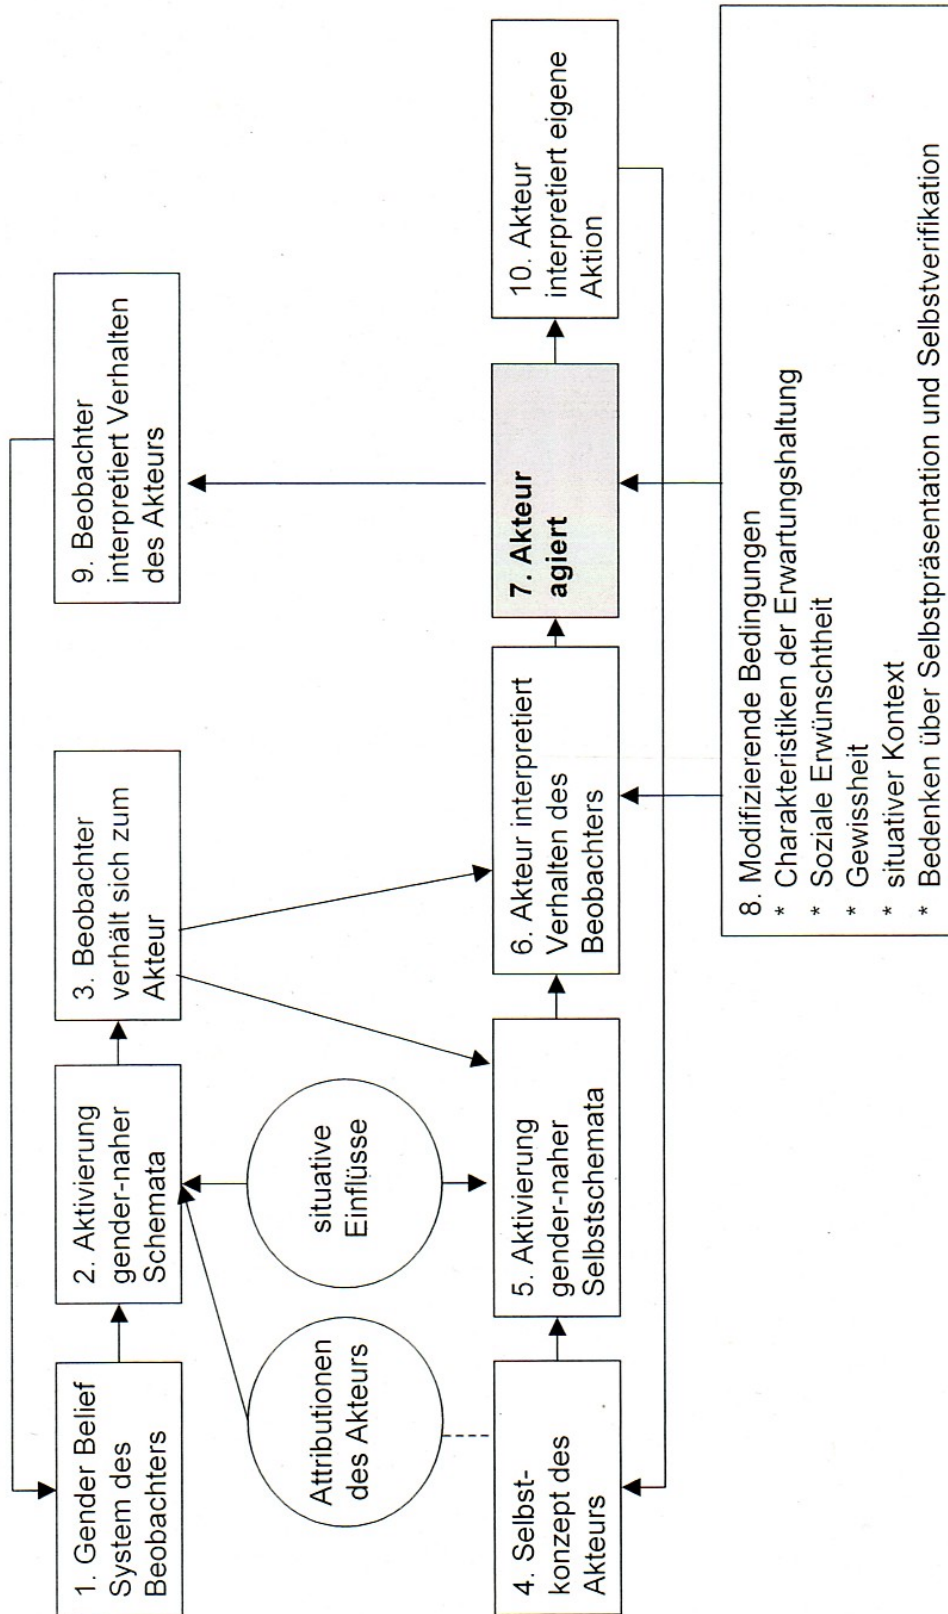 1. Gender Belief
System des
Beobachters
2. Aktivierung
gender-naher
Schemata
3. Beobachter
verhält sich zum
Akteur
9. Beobachter
interpretiert Verhalten
des Akteurs
Attributionen
des Akteurs
situative
Einflüsse
4. Selbst-
konzept des
Akteurs
5. Aktivierung
gender-naher
Selbstschemata
6. Akteur interpretiert
Verhalten des
Beobachters
7. Akteur
agiert
10. Akteur
interpretiert eigene
Aktion
8. Modifizierende Bedingungen
* Charakteristiken der Erwartungshaltung
* Soziale Erwünschtheit
* Gewissheit
* situativer Kontext
* Bedenken über Selbstpräsentation und Selbstverifikation